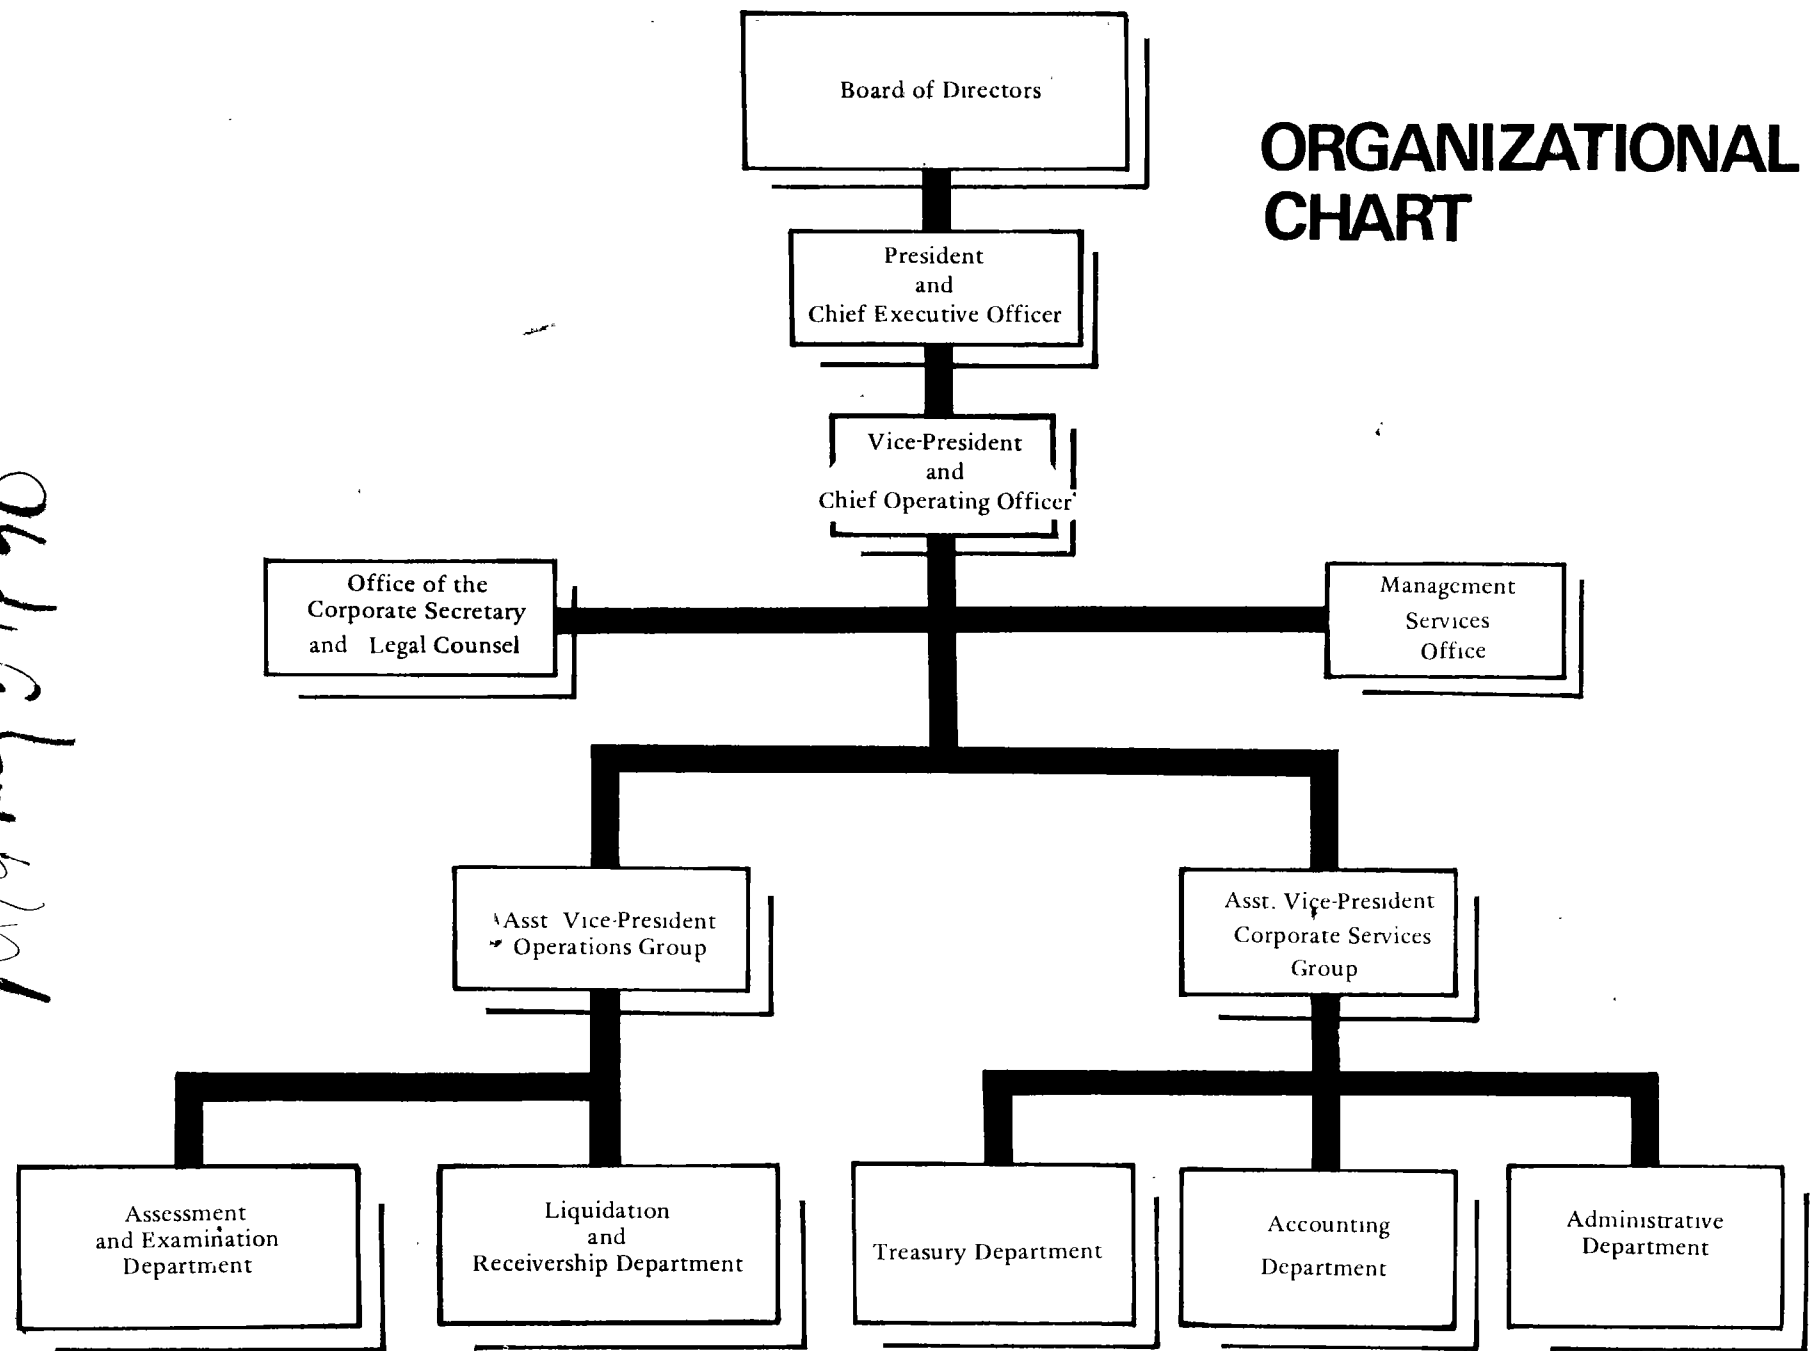 Board of Directors
ORGANIZATIONAL
CHART
President
and
Chief Executive Officer
Vice-President
and
Chief Operating Officer
Office of the
Corporate Secretary
and Legal Counsel
Management
Services
Office
Asst Vice-President
Operations Group
Asst. Vice-President
Corporate Services
Group
Assessment
and Examination
Department
Liquidation
and
Receivership Department
Treasury Department
Accounting
Department
Administrative
Department